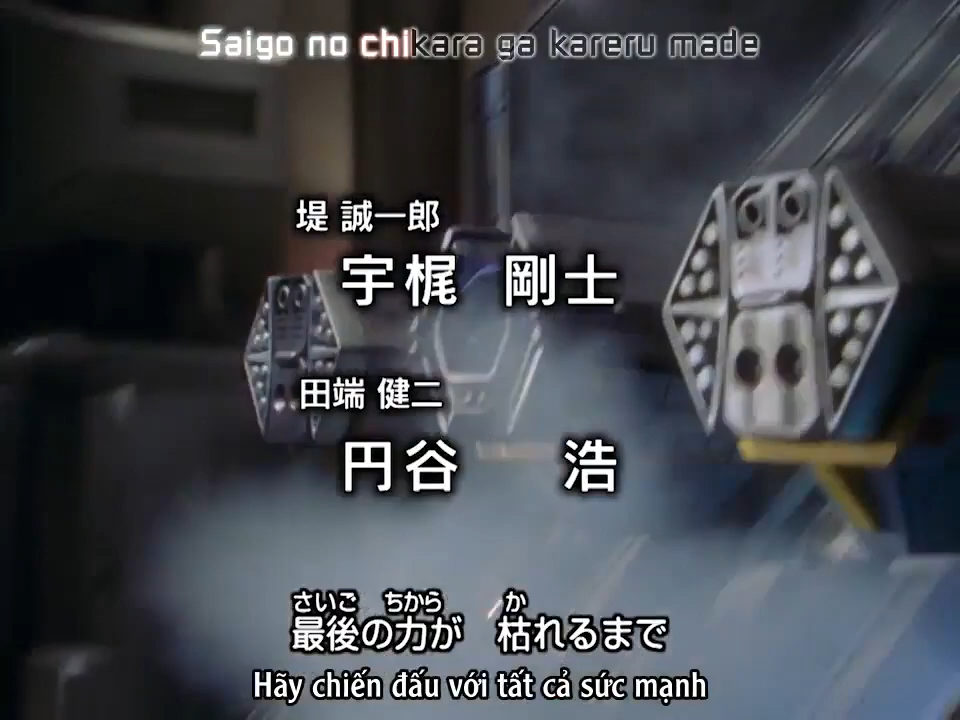 Saigo no chikara ga kareru made
堤 誠一郎
宇梶 剛士
田端 健二
円谷 浩
さいご ちから か
最後の力が 枯れるまで
Hãy chiến đấu với tất cả sức mạnh